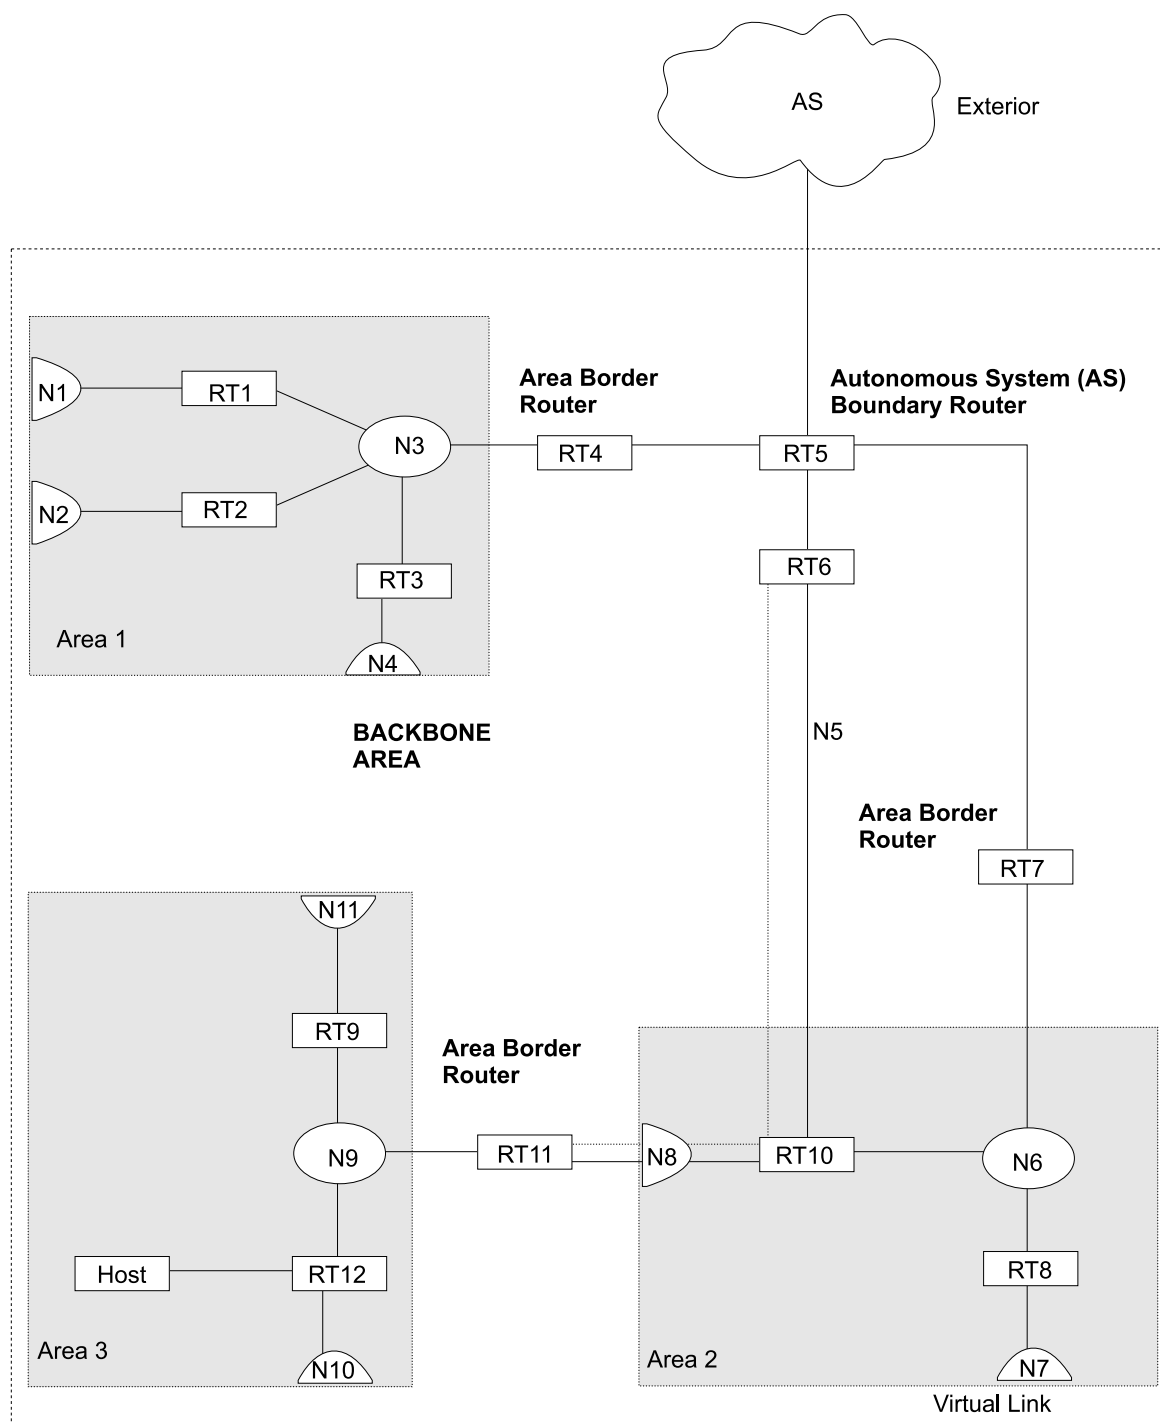 AS
Exterior
Area Border
Router
Autonomous System (AS)
Boundary Router
N1
RT1
N3
RT4
RT5
N2
RT2
RT6
RT3
Area 1
N4
BACKBONE
AREA
N5
Area Border
Router
RT7
N11
RT9
Area Border
Router
N9
RT11
N8
RT10
N6
Host
RT12
RT8
Area 3
N10
Area 2
N7
Virtual Link